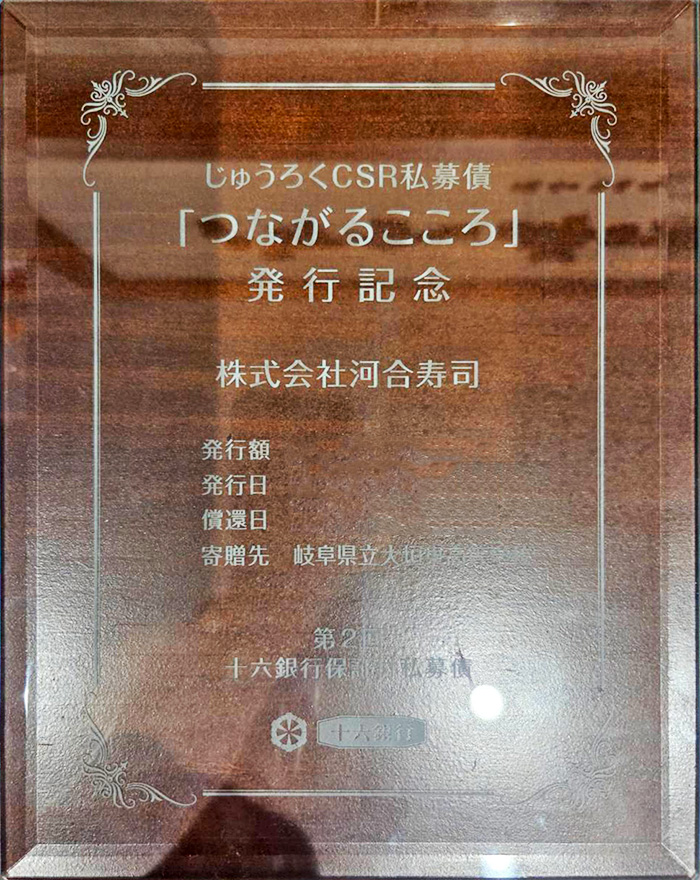 じゅうろくCSR私募債
「つながるこころ」
発行記念
株式会社河合寿司
発行額
発行日
償還日
寄贈先　岐阜県立大垣
第2回
十六銀行保証 私募債
十六銀行